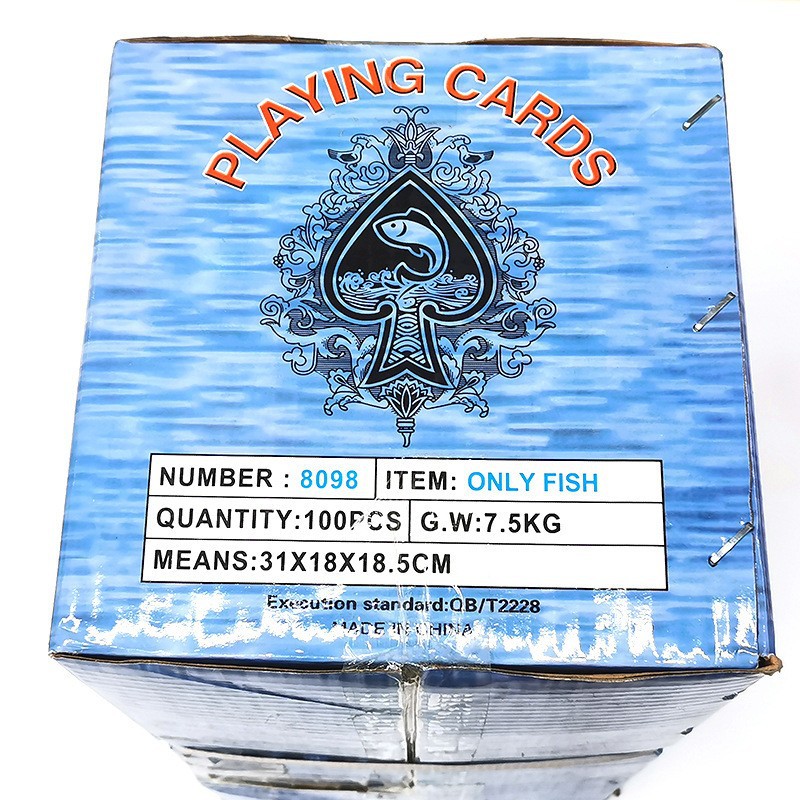 PLAYING CARDS
NUMBER : 8098 ITEM: ONLY FISH
QUANTITY:100PCS G.W:7.5KG
MEANS:31X18X18.5CM
Execution standard:QB/T2228
MADE IN CHINA